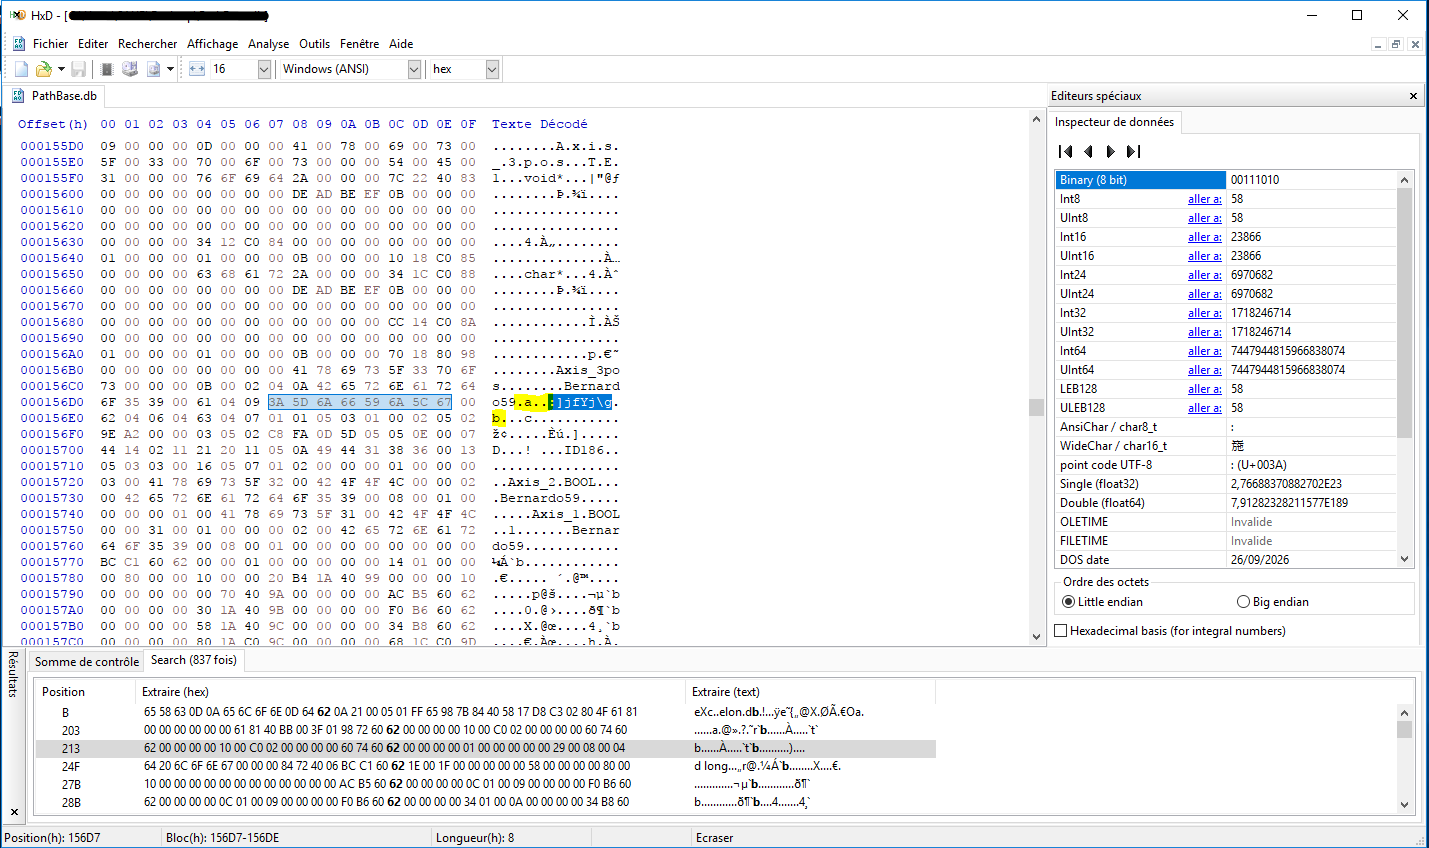 HxD - [
Fichier Editer Rechercher Affichage Analyse Outils Fenêtre Aide
16 Windows (ANSI) hex
PathBase.db
Offset(h) 00 01 02 03 04 05 06 07 08 09 0A 0B 0C 0D 0E 0F Texte Décodé
000155D0 09 00 00 00 0D 00 00 00 41 00 78 00 69 00 73 00 ........A.x.i.s.
000155E0 5F 00 33 00 70 00 6F 00 73 00 00 00 54 00 45 00 _.3.p.o.s...T.E.
000155F0 31 00 00 00 76 6F 69 64 2A 00 00 00 7C 22 40 83 1...void*...|"@ƒ
00015600 00 00 00 00 00 00 00 00 DE AD BE EF 0B 00 00 00 ........Þ.¾ï....
00015610 00 00 00 00 00 00 00 00 00 00 00 00 00 00 00 00 ................
00015620 00 00 00 00 00 00 00 00 00 00 00 00 00 00 00 00 ................
00015630 00 00 00 00 34 12 C0 84 00 00 00 00 00 00 00 00 ....4.À„........
00015640 01 00 00 00 01 00 00 00 0B 00 00 00 10 18 C0 85 ..............À…
00015650 00 00 00 00 63 68 61 72 2A 00 00 00 34 1C C0 88 ....char*...4.Àˆ
00015660 00 00 00 00 00 00 00 00 DE AD BE EF 0B 00 00 00 ........Þ.¾ï....
00015670 00 00 00 00 00 00 00 00 00 00 00 00 00 00 00 00 ................
00015680 00 00 00 00 00 00 00 00 00 00 00 00 CC 14 C0 8A ............Ì.ÀŠ
00015690 00 00 00 00 00 00 00 00 00 00 00 00 00 00 00 00 ................
000156A0 01 00 00 00 01 00 00 00 0B 00 00 00 70 18 80 98 ............p.€˜
000156B0 00 00 00 00 00 00 00 00 41 78 69 73 5F 33 70 6F ........Axis_3po
000156C0 73 00 00 00 0B 00 02 04 0A 42 65 72 6E 61 72 64 s........Bernard
000156D0 6F 35 39 00 61 04 09 3A 5D 6A 66 59 6A 5C 67 00 o59.a..:]jfYj\g.
000156E0 62 04 06 04 63 04 07 01 01 05 03 01 00 02 05 02 b...c...........
000156F0 9E A2 00 00 03 05 02 C8 FA 0D 5D 05 05 0E 00 07 ž¢.....Èú.].....
00015700 44 14 02 11 21 20 11 05 0A 49 44 31 38 36 00 13 D...! ...ID186..
00015710 05 03 03 00 16 05 07 01 02 00 00 00 01 00 00 00 ................
00015720 03 00 41 78 69 73 5F 32 00 42 4F 4F 4C 00 00 02 ..Axis_2.BOOL...
00015730 00 42 65 72 6E 61 72 64 6F 35 39 00 08 00 01 00 .Bernardo59.....
00015740 00 00 00 01 00 41 78 69 73 5F 31 00 42 4F 4F 4C .....Axis_1.BOOL
00015750 00 00 31 00 01 00 00 00 02 00 42 65 72 6E 61 72 ..1.......Bernar
00015760 64 6F 35 39 00 08 00 01 00 00 00 00 00 00 00 00 do59............
00015770 BC C1 60 62 00 00 01 00 00 00 00 00 14 01 00 00 ¼Á`b............
00015780 00 80 00 00 10 00 00 20 B4 1A 40 99 00 00 00 10 .€..... ´.@™....
00015790 00 00 00 00 00 70 40 9A 00 00 00 00 AC B5 60 62 .....p@š....¬µ`b
000157A0 00 00 00 00 30 1A 40 9B 00 00 00 00 F0 B6 60 62 ....0.@›....ð¶`b
000157B0 00 00 00 00 58 1A 40 9C 00 00 00 00 34 B8 60 62 ....X.@œ....4¸`b
000157C0 00 00 00 00 80 1A C0 9C 00 00 00 00 68 1C C0 9D ....€.Àœ....h.À.
Editeurs spéciaux
Inspecteur de données
Binary (8 bit) 00111010
Int8 aller a: 58
UInt8 aller a: 58
Int16 aller a: 23866
UInt16 aller a: 23866
Int24 aller a: 6970682
UInt24 aller a: 6970682
Int32 aller a: 1718246714
UInt32 aller a: 1718246714
Int64 aller a: 7447944815966838074
UInt64 aller a: 7447944815966838074
LEB128 aller a: 58
ULEB128 aller a: 58
AnsiChar / char8_t :
WideChar / char16_t
point code UTF-8 : (U+003A)
Single (float32) 2,76688370882702E23
Double (float64) 7,91282328211577E189
OLETIME Invalide
FILETIME Invalide
DOS date 26/09/2026
Ordre des octets
Little endian Big endian
Hexadecimal basis (for integral numbers)
Résultats
Somme de contrôle Search (837 fois)
Position Extraire (hex) Extraire (text)
B 65 58 63 0D 0A 65 6C 6F 6E 0D 64 62 0A 21 00 05 01 FF 65 98 7B 84 40 58 17 D8 C3 02 80 4F 61 81 eXc..elon.db.!...ÿe˜{„@X.ØÃ.€Oa.
203 00 00 00 00 00 00 61 81 40 BB 00 3F 01 98 72 60 62 00 00 00 00 10 00 C0 02 00 00 00 00 60 74 60 ......a.@».?.˜r`b......À.....`t`
213 62 00 00 00 00 10 00 C0 02 00 00 00 00 60 74 60 62 00 00 00 00 01 00 00 00 00 00 00 29 00 08 00 04 b......À.....`t`b..........)....
24F 64 20 6C 6F 6E 67 00 00 00 84 72 40 06 BC C1 60 62 1E 00 1F 00 00 00 00 00 58 00 00 00 00 80 00 d long...„r@.¼Á`b........X....€.
27B 10 00 00 00 00 00 00 00 00 00 00 00 00 AC B5 60 62 00 00 00 00 0C 01 00 09 00 00 00 00 F0 B6 60 .............¬µ`b............ð¶`
28B 62 00 00 00 00 0C 01 00 09 00 00 00 00 F0 B6 60 62 00 00 00 00 34 01 00 0A 00 00 00 00 34 B8 60 b............ð¶`b....4.......4¸`
Position(h): 156D7 Bloc(h): 156D7-156DE Longueur(h): 8 Ecraser